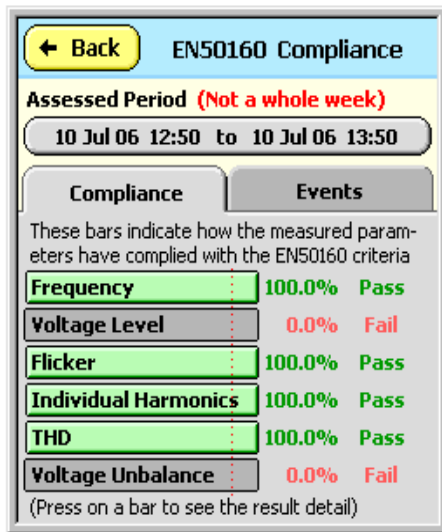 Back
EN50160 Compliance
Assessed Period (Not a whole week)
10 Jul 06 12:50 to 10 Jul 06 13:50
Compliance
Events
These bars indicate how the measured param-
eters have complied with the EN50160 criteria
Frequency 100.0% Pass
Voltage Level 0.0% Fail
Flicker 100.0% Pass
Individual Harmonics 100.0% Pass
THD 100.0% Pass
Voltage Unbalance 0.0% Fail
(Press on a bar to see the result detail)